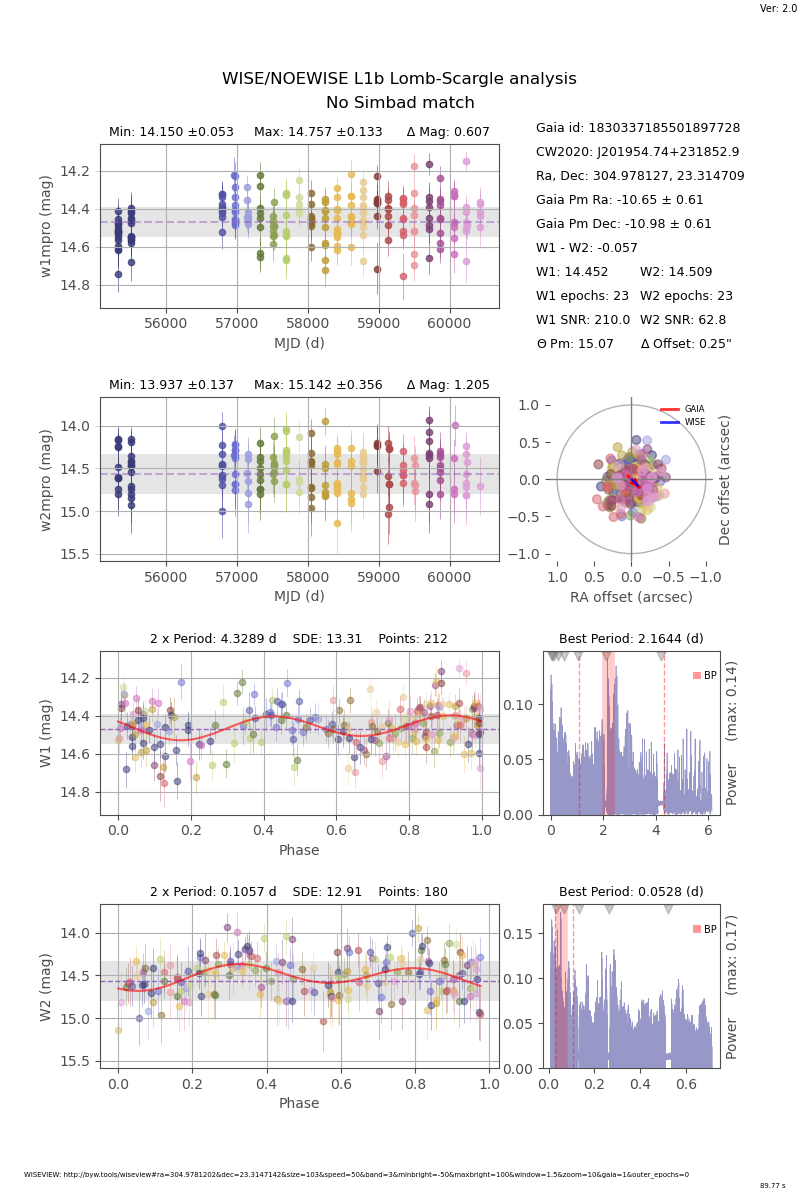 Ver: 2.0
WISE/NOEWISE L1b Lomb-Scargle analysis
No Simbad match
Min: 14.150 ±0.053 Max: 14.757 ±0.133 Δ Mag: 0.607
14.2
14.4
14.6
14.8
w1mpro (mag)
56000 57000 58000 59000 60000
MJD (d)
Gaia id: 1830337185501897728
CW2020: J201954.74+231852.9
Ra, Dec: 304.978127, 23.314709
Gaia Pm Ra: -10.65 ± 0.61
Gaia Pm Dec: -10.98 ± 0.61
W1 - W2: -0.057
W1: 14.452 W2: 14.509
W1 epochs: 23 W2 epochs: 23
W1 SNR: 210.0 W2 SNR: 62.8
Θ Pm: 15.07 Δ Offset: 0.25"
Min: 13.937 ±0.137 Max: 15.142 ±0.356 Δ Mag: 1.205
14.0
14.5
15.0
15.5
w2mpro (mag)
56000 57000 58000 59000 60000
MJD (d)
GAIA
WISE
1.0
0.5
0.0
−0.5
−1.0
1.0 0.5 0.0 −0.5 −1.0
RA offset (arcsec)
Dec offset (arcsec)
2 x Period: 4.3289 d SDE: 13.31 Points: 212
14.2
14.4
14.6
14.8
W1 (mag)
0.0 0.2 0.4 0.6 0.8 1.0
Phase
Best Period: 2.1644 (d)
BP
0.10
0.05
0.00
0 2 4 6
Power (max: 0.14)
2 x Period: 0.1057 d SDE: 12.91 Points: 180
14.0
14.5
15.0
15.5
W2 (mag)
0.0 0.2 0.4 0.6 0.8 1.0
Phase
Best Period: 0.0528 (d)
BP
0.15
0.10
0.05
0.00
0.0 0.2 0.4 0.6
Power (max: 0.17)
WISEVIEW: http://byw.tools/wiseview#ra=304.9781202&dec=23.3147142&size=103&speed=50&band=3&minbright=-50&maxbright=100&window=1.5&zoom=10&gaia=1&outer_epochs=0
89.77 s